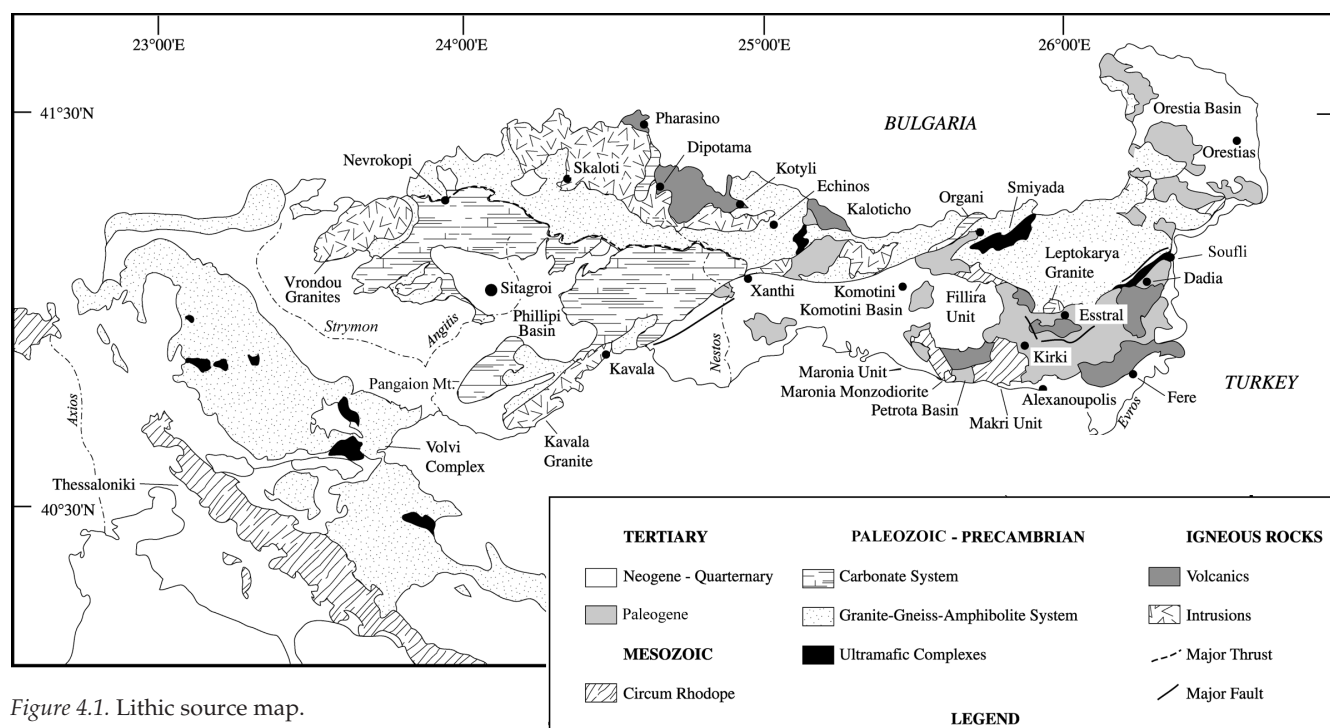 23°00'E
24°00'E
25°00'E
26°00'E
41°30'N
40°30'N
BULGARIA
TURKEY
Orestia Basin
Orestias
Pharasino
Nevrokopi
Skaloti
Dipotama
Kotyli
Echinos
Kaloticho
Organi
Smiyada
Leptokarya
Granite
Soufli
Dadia
Vrondou
Granites
Sitagroi
Strymon
Angitis
Phillipi
Basin
Xanthi
Nestos
Komotini
Komotini Basin
Fillira
Unit
Esstral
Kirki
Pangaion Mt.
Kavala
Maronia Unit
Maronia Monzodiorite
Petrota Basin
Alexanoupolis
Makri Unit
Evros
Fere
Axios
Volvi
Complex
Kavala
Granite
Thessaloniki
TERTIARY
Neogene - Quarternary
Paleogene
MESOZOIC
Circum Rhodope
PALEOZOIC - PRECAMBRIAN
Carbonate System
Granite-Gneiss-Amphibolite System
Ultramafic Complexes
IGNEOUS ROCKS
Volcanics
Intrusions
Major Thrust
Major Fault
LEGEND
Figure 4.1. Lithic source map.